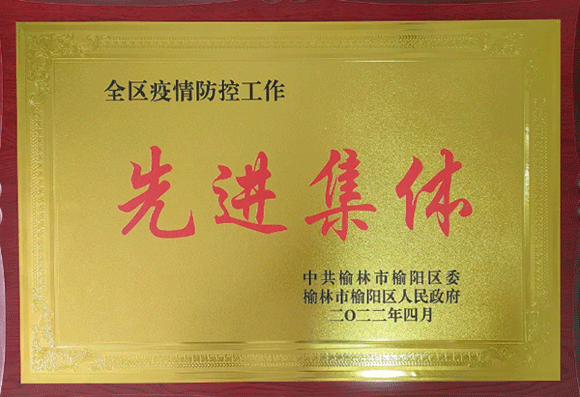 全区疫情防控工作
先进集体
中共榆林市榆阳区委
榆林市榆阳区人民政府
二〇二二年四月